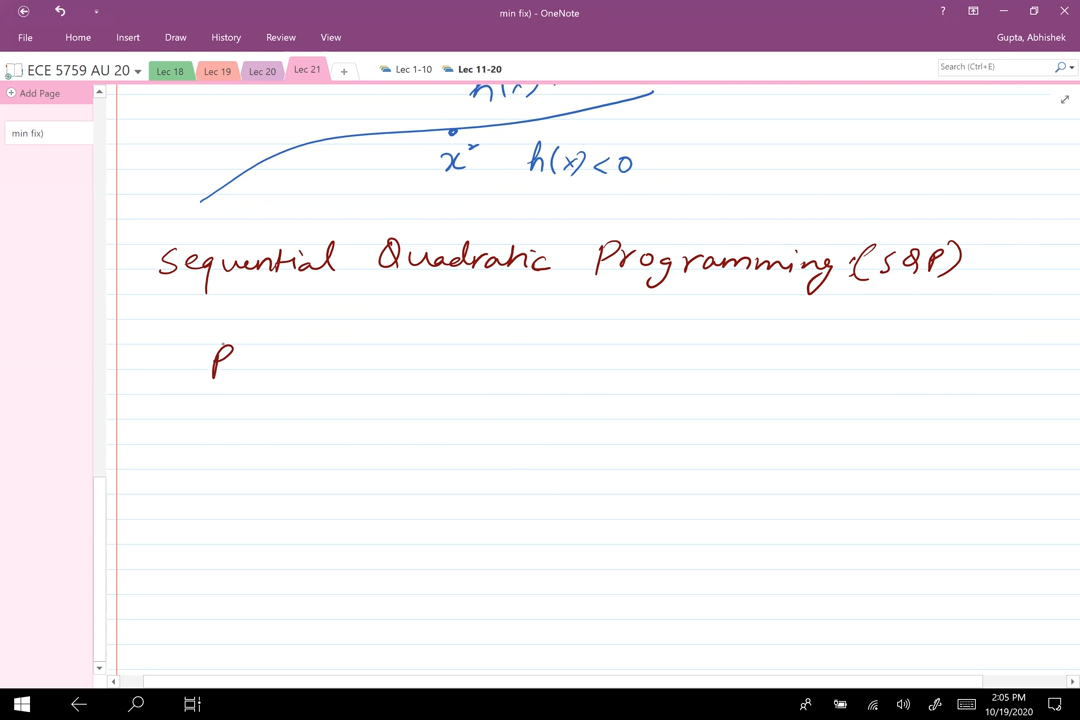 min fix) - OneNote
?
File Home Insert Draw History Review View
Gupta, Abhishek
ECE 5759 AU 20 Lec 18 Lec 19 Lec 20 Lec 21 + Lec 1-10 Lec 11-20
Search (Ctrl+E)
Add Page
min fix)
h(x)
x² h(x) < 0
Sequential Quadratic Programming: (SQP)
P
2:05 PM
10/19/2020